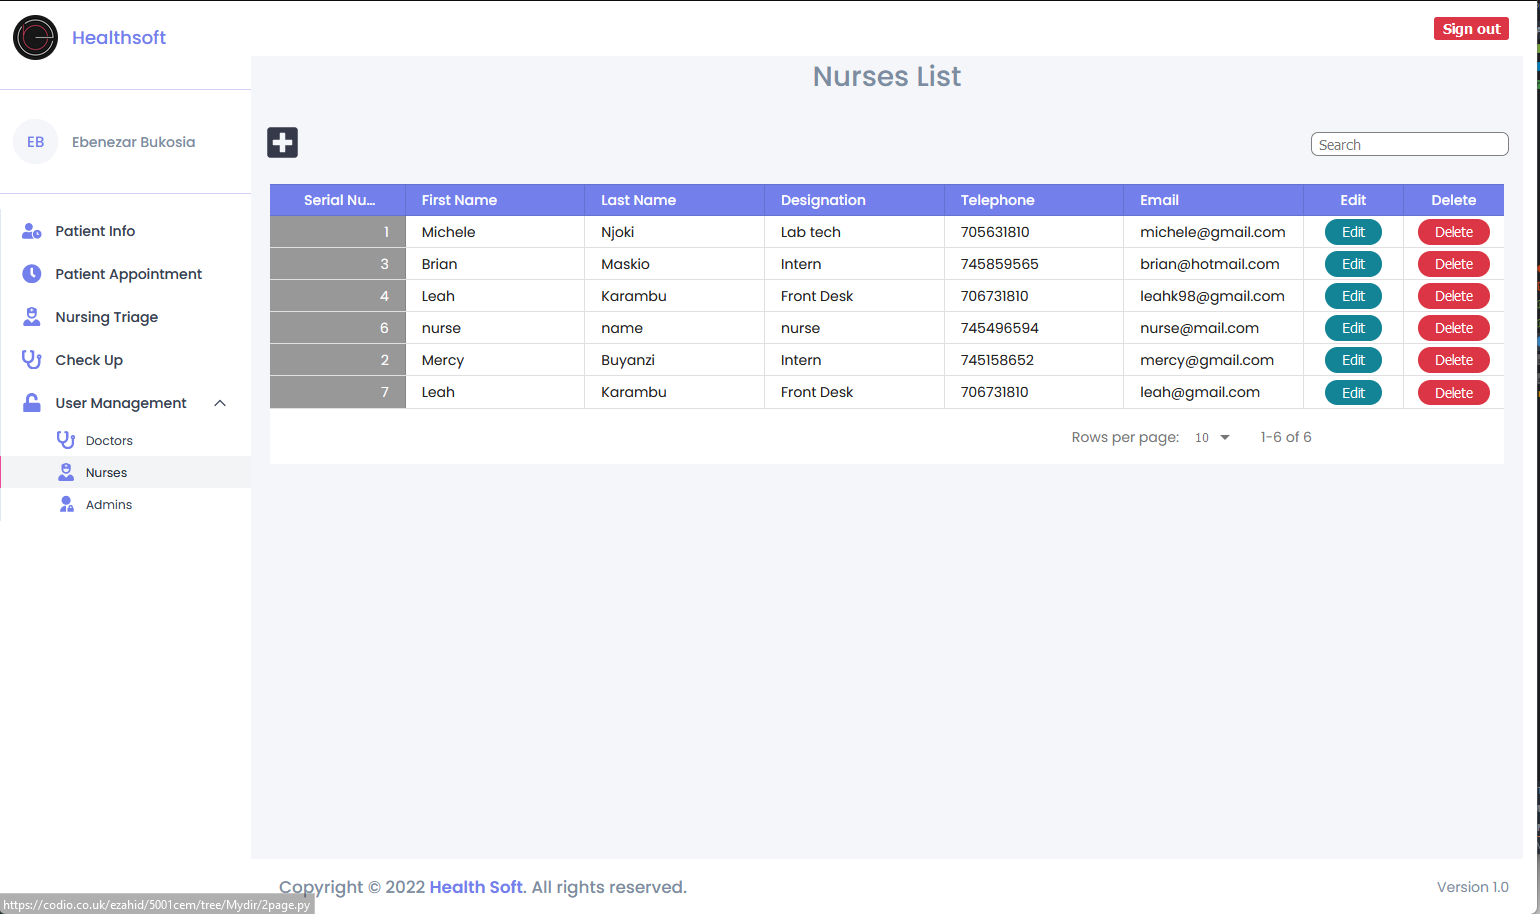 Healthsoft
Sign out
Nurses List
EB
Ebenezar Bukosia
Search
Serial Nu... First Name Last Name Designation Telephone Email Edit Delete
1 Michele Njoki Lab tech 705631810 michele@gmail.com Edit Delete
3 Brian Maskio Intern 745859565 brian@hotmail.com Edit Delete
4 Leah Karambu Front Desk 706731810 leahk98@gmail.com Edit Delete
6 nurse name nurse 745496594 nurse@mail.com Edit Delete
2 Mercy Buyanzi Intern 745158652 mercy@gmail.com Edit Delete
7 Leah Karambu Front Desk 706731810 leah@gmail.com Edit Delete
Rows per page: 10 1-6 of 6
Patient Info
Patient Appointment
Nursing Triage
Check Up
User Management
Doctors
Nurses
Admins
Copyright © 2022 Health Soft. All rights reserved.
Version 1.0
https://codio.co.uk/ezahid/5001cem/tree/Mydir/2page.py